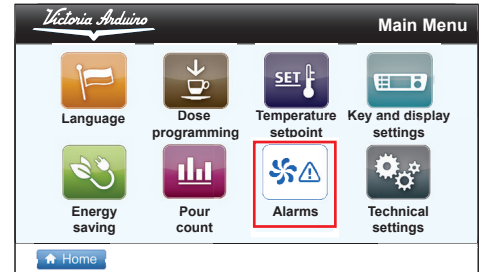 Victoria Arduino
Main Menu
SET
Language
Dose
programming
Temperature
setpoint
Key and display
settings
Energy
saving
Pour
count
Alarms
Technical
settings
Home